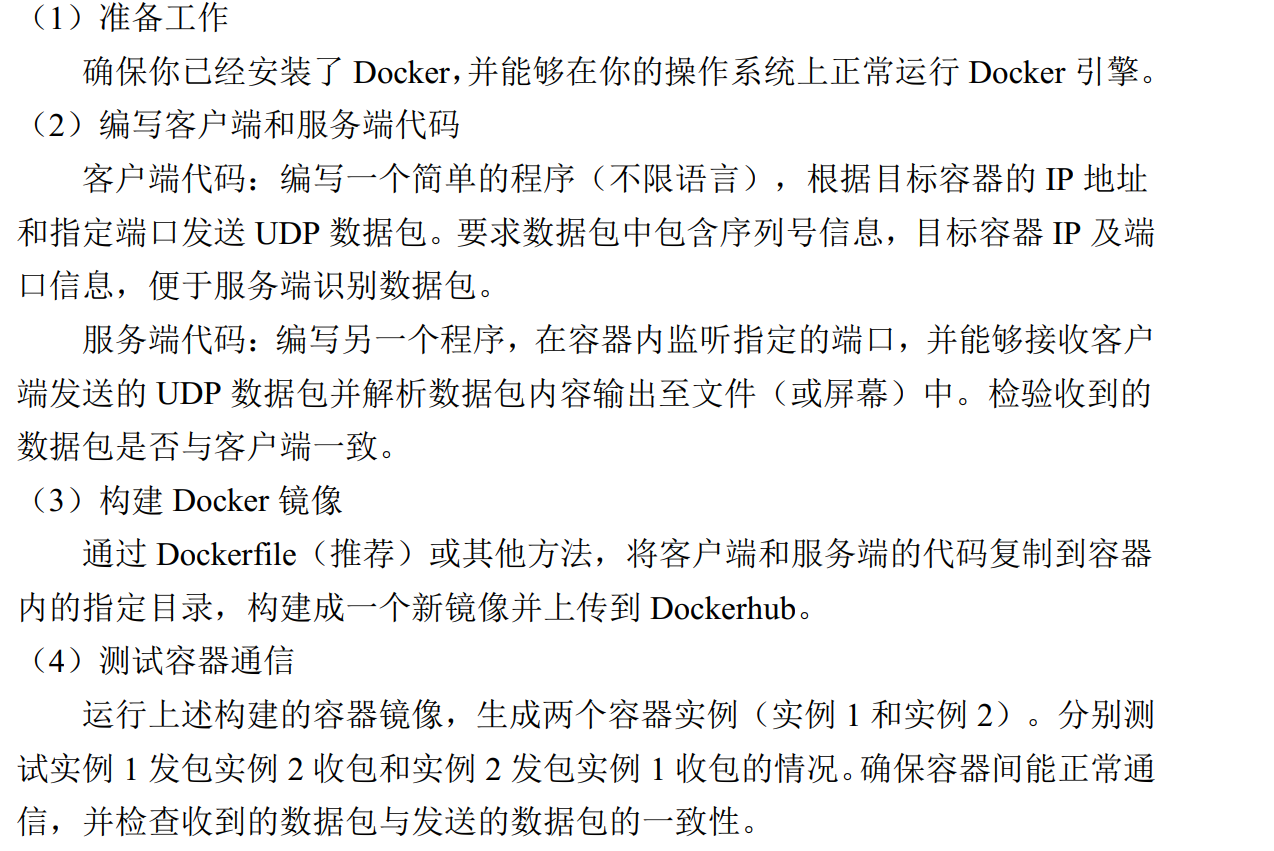 （1）准备工作
确保你已经安装了 Docker，并能够在你的操作系统上正常运行 Docker 引擎。
（2）编写客户端和服务端代码
客户端代码：编写一个简单的程序（不限语言），根据目标容器的 IP 地址
和指定端口发送 UDP 数据包。要求数据包中包含序列号信息，目标容器 IP 及端
口信息，便于服务端识别数据包。
服务端代码：编写另一个程序，在容器内监听指定的端口，并能够接收客户
端发送的 UDP 数据包并解析数据包内容输出至文件（或屏幕）中。检验收到的
数据包是否与客户端一致。
（3）构建 Docker 镜像
通过 Dockerfile（推荐）或其他方法，将客户端和服务端的代码复制到容器
内的指定目录，构建成一个新镜像并上传到 Dockerhub。
（4）测试容器通信
运行上述构建的容器镜像，生成两个容器实例（实例 1 和实例 2）。分别测
试实例 1 发包实例 2 收包和实例 2 发包实例 1 收包的情况。确保容器间能正常通
信，并检查收到的数据包与发送的数据包的一致性。